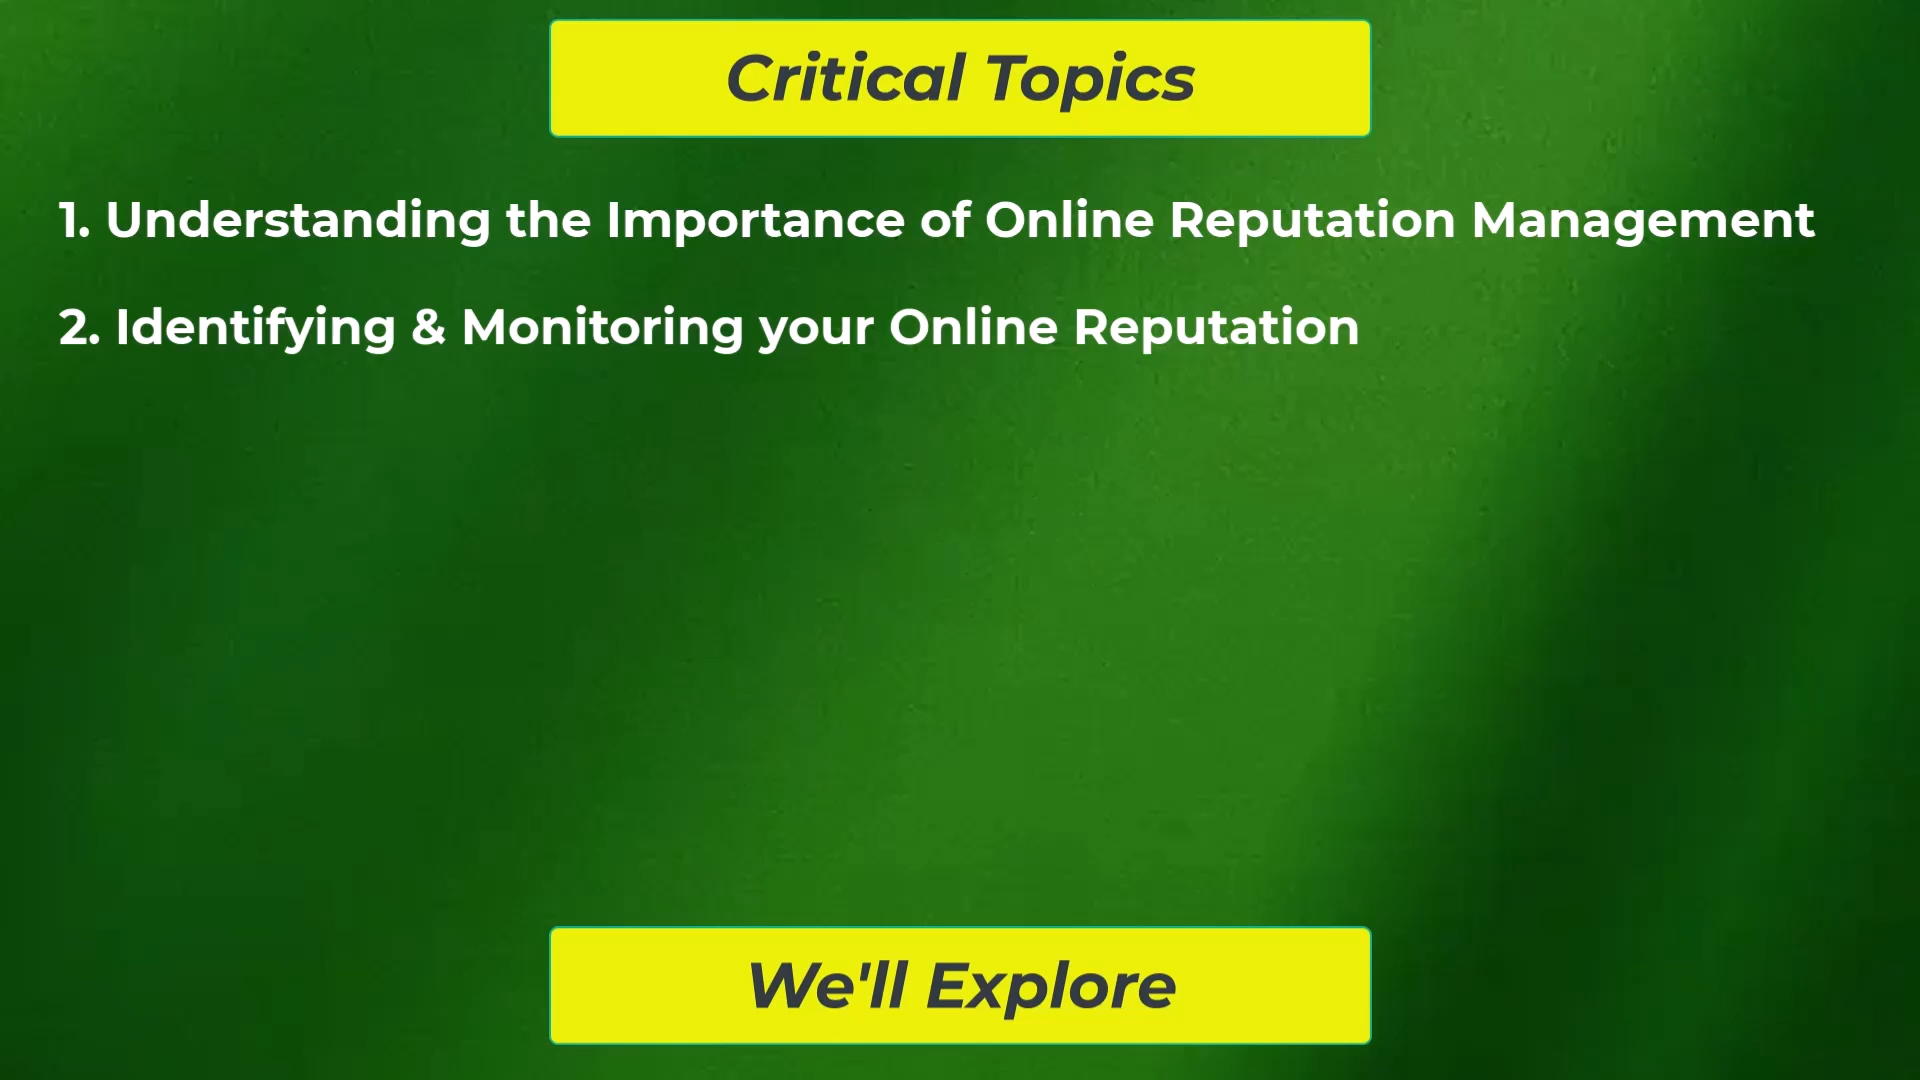 Critical Topics
1. Understanding the Importance of Online Reputation Management
2. Identifying & Monitoring your Online Reputation
We'll Explore